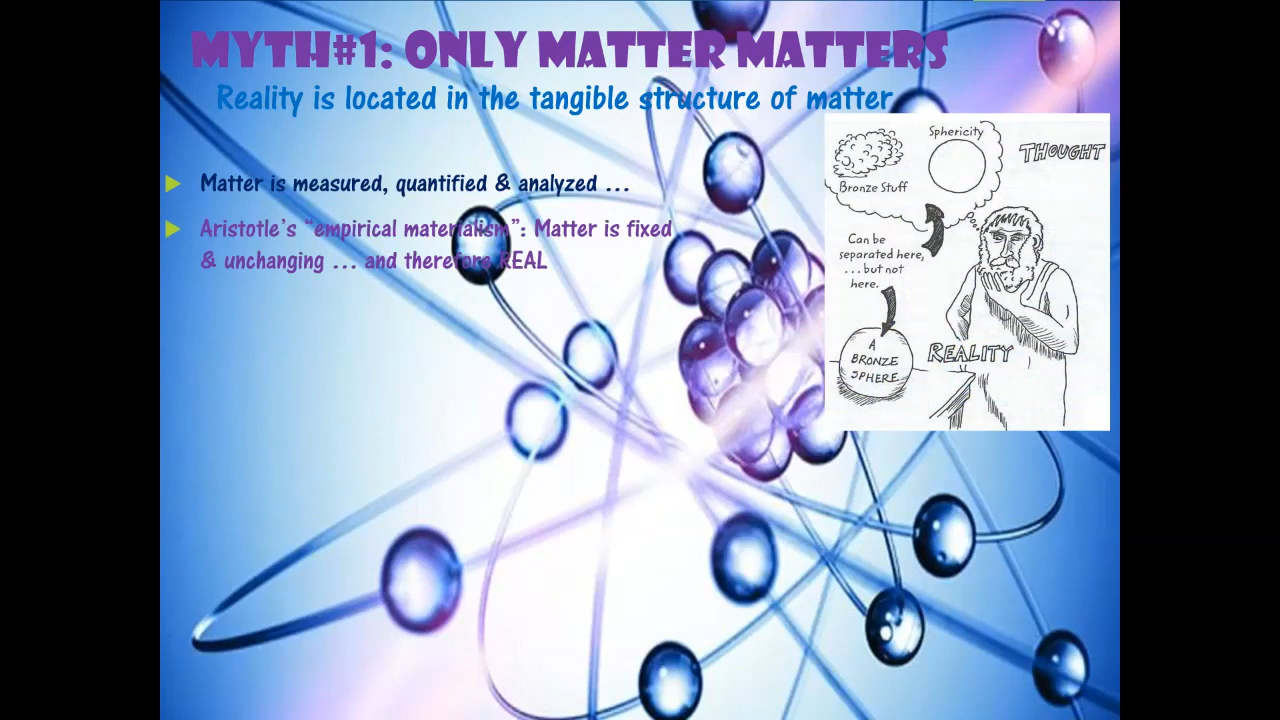 MYTH#1: ONLY MATTER MATTERS
Reality is located in the tangible structure of matter
Matter is measured, quantified & analyzed ...
Aristotle's "empirical materialism": Matter is fixed
& unchanging ... and therefore REAL
Sphericity
THOUGHT
Bronze Stuff
Can be
separated here,
...but not
here.
REALITY
A
BRONZE
SPHERE